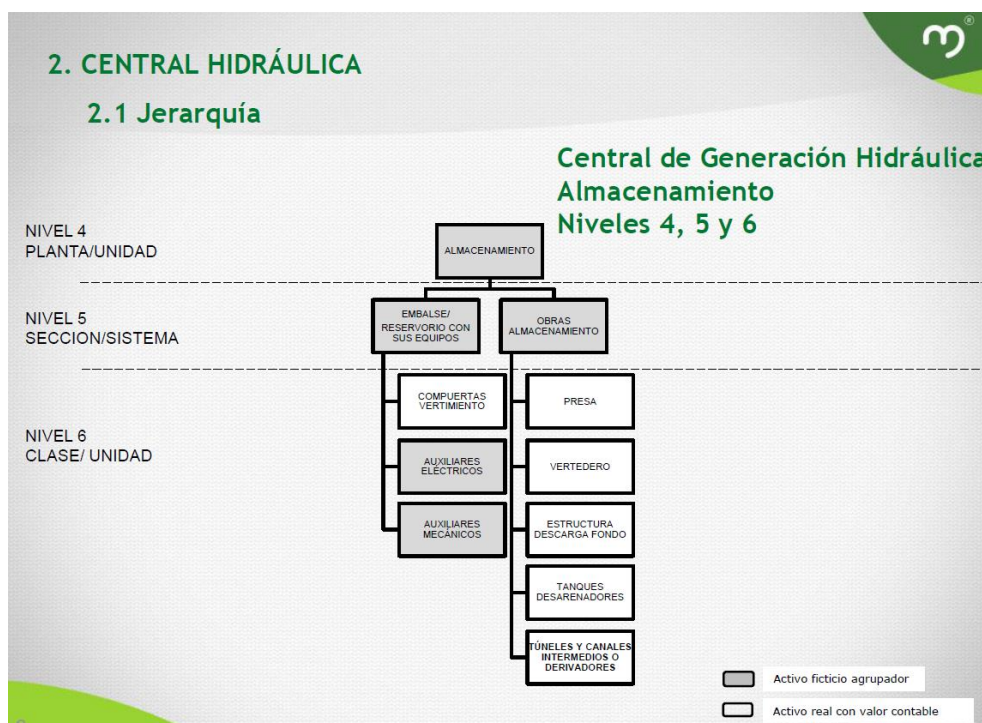 2. CENTRAL HIDRÁULICA
2.1 Jerarquía
Central de Generación Hidráulica
Almacenamiento
Niveles 4, 5 y 6
NIVEL 4
PLANTA/UNIDAD
ALMACENAMIENTO
NIVEL 5
SECCION/SISTEMA
EMBALSE/
RESERVORIO CON
SUS EQUIPOS
OBRAS
ALMACENAMIENTO
NIVEL 6
CLASE/ UNIDAD
COMPUERTAS
VERTIMIENTO
AUXILIARES
ELÉCTRICOS
AUXILIARES
MECÁNICOS
PRESA
VERTEDERO
ESTRUCTURA
DESCARGA FONDO
TANQUES
DESARENADORES
TÚNELES Y CANALES
INTERMEDIOS O
DERIVADORES
Activo ficticio agrupador
Activo real con valor contable